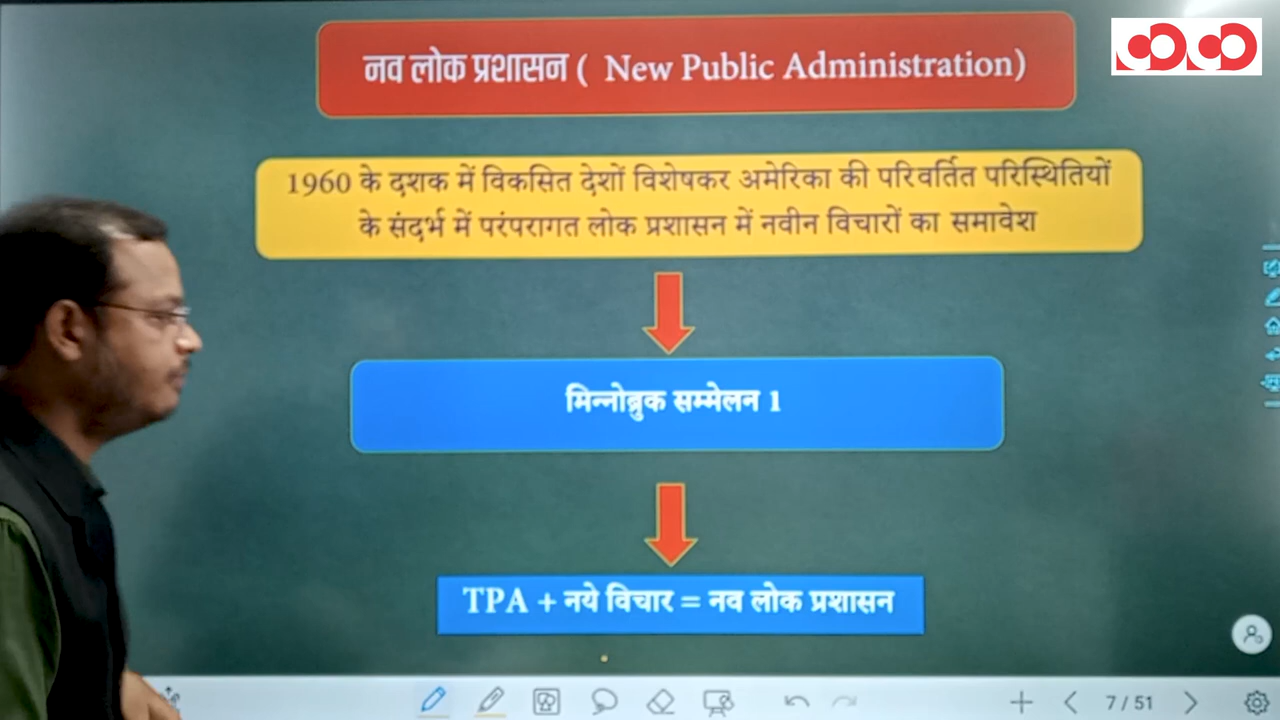 नव लोक प्रशासन ( New Public Administration)
1960 के दशक में विकसित देशों विशेषकर अमेरिका की परिवर्तित परिस्थितियों
के संदर्भ में परंपरागत लोक प्रशासन में नवीन विचारों का समावेश
मिन्नोब्रुक सम्मेलन 1
TPA + नये विचार = नव लोक प्रशासन
7 / 51